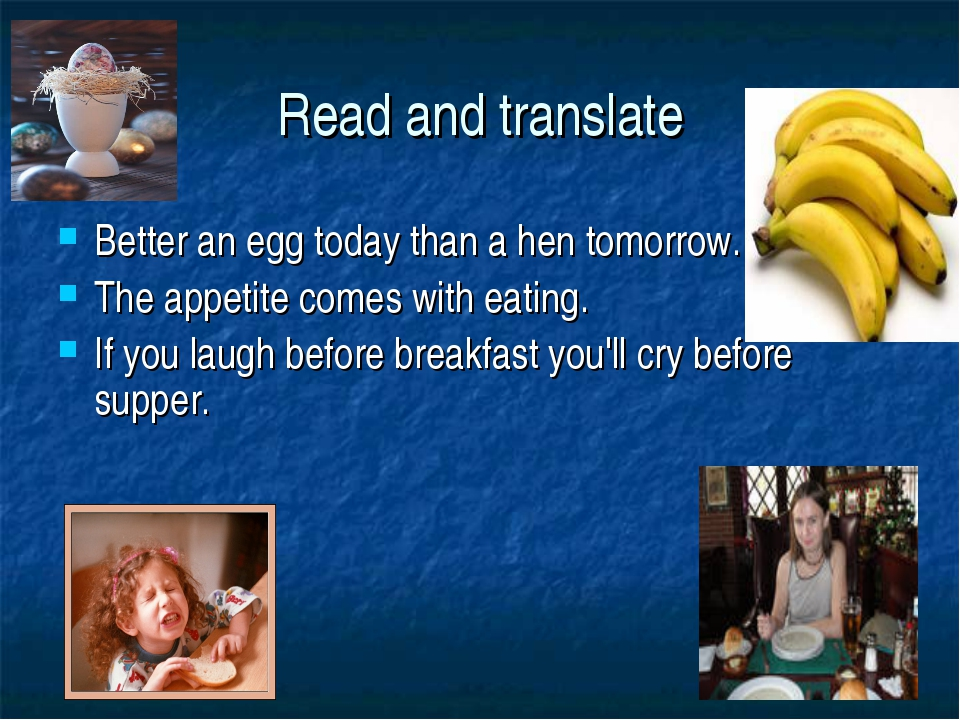 Read and translate
Better an egg today than a hen tomorrow.
The appetite comes with eating.
If you laugh before breakfast you'll cry before
supper.